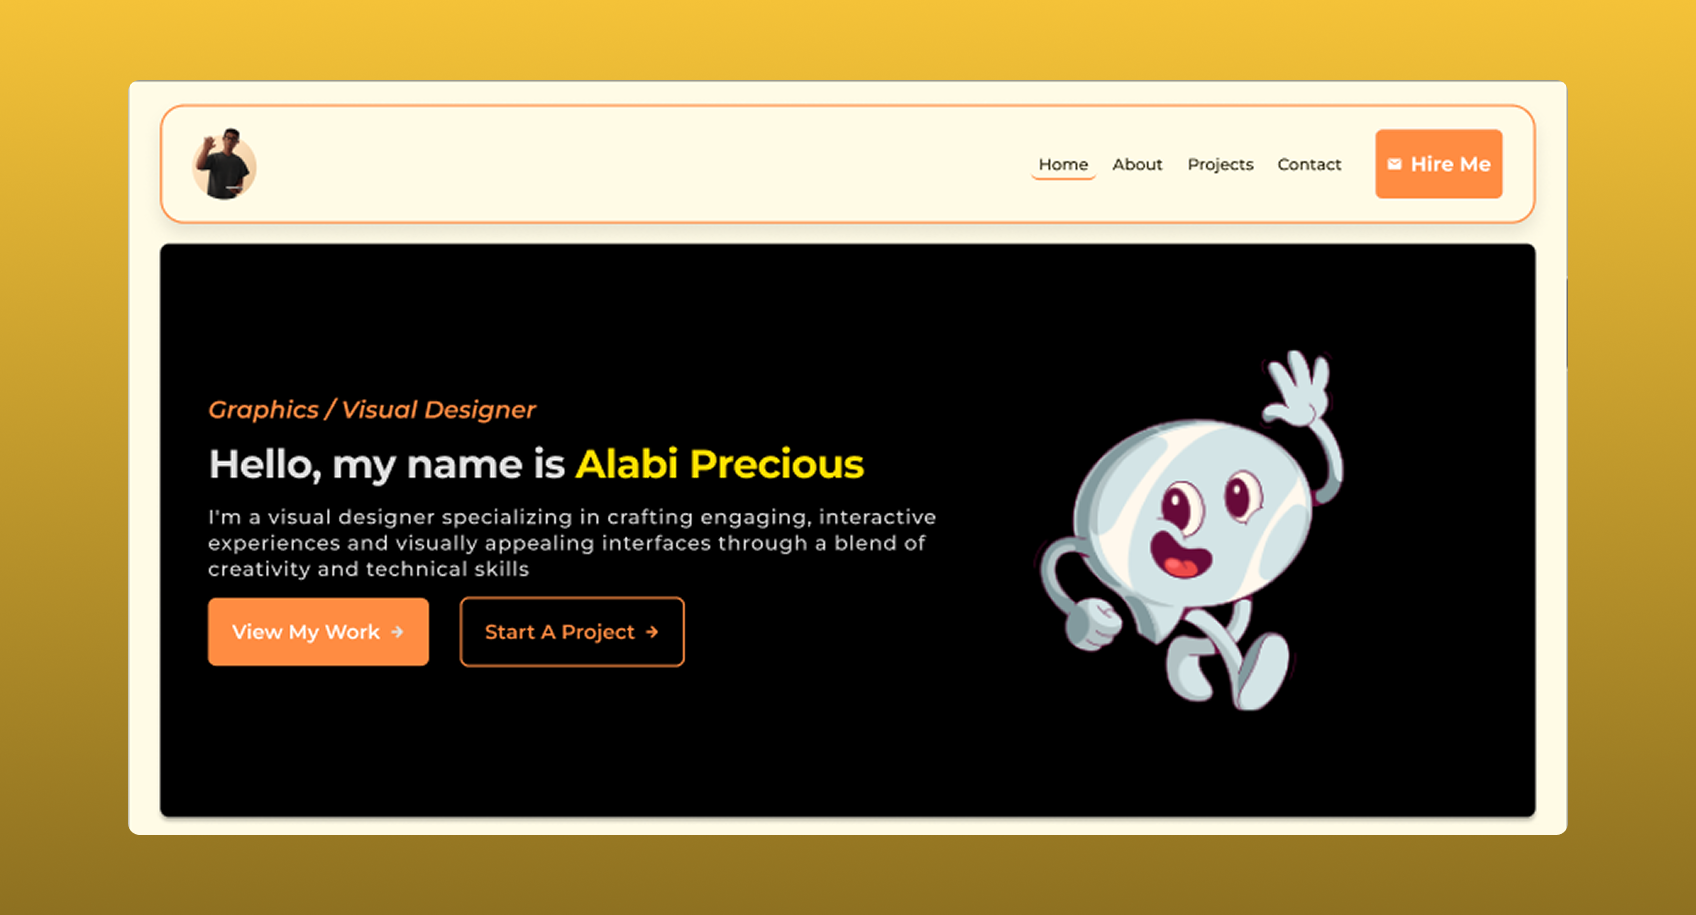 Home About Projects Contact Hire Me
Graphics / Visual Designer
Hello, my name is Alabi Precious
I'm a visual designer specializing in crafting engaging, interactive
experiences and visually appealing interfaces through a blend of
creativity and technical skills
View My Work → Start A Project →